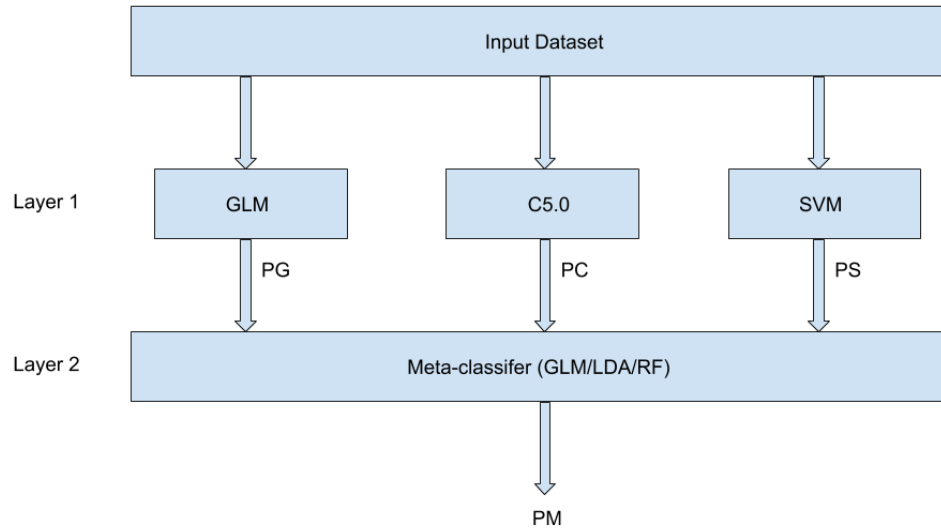 Input Dataset
Layer 1
GLM
C5.0
SVM
PG
PC
PS
Layer 2
Meta-classifer (GLM/LDA/RF)
PM